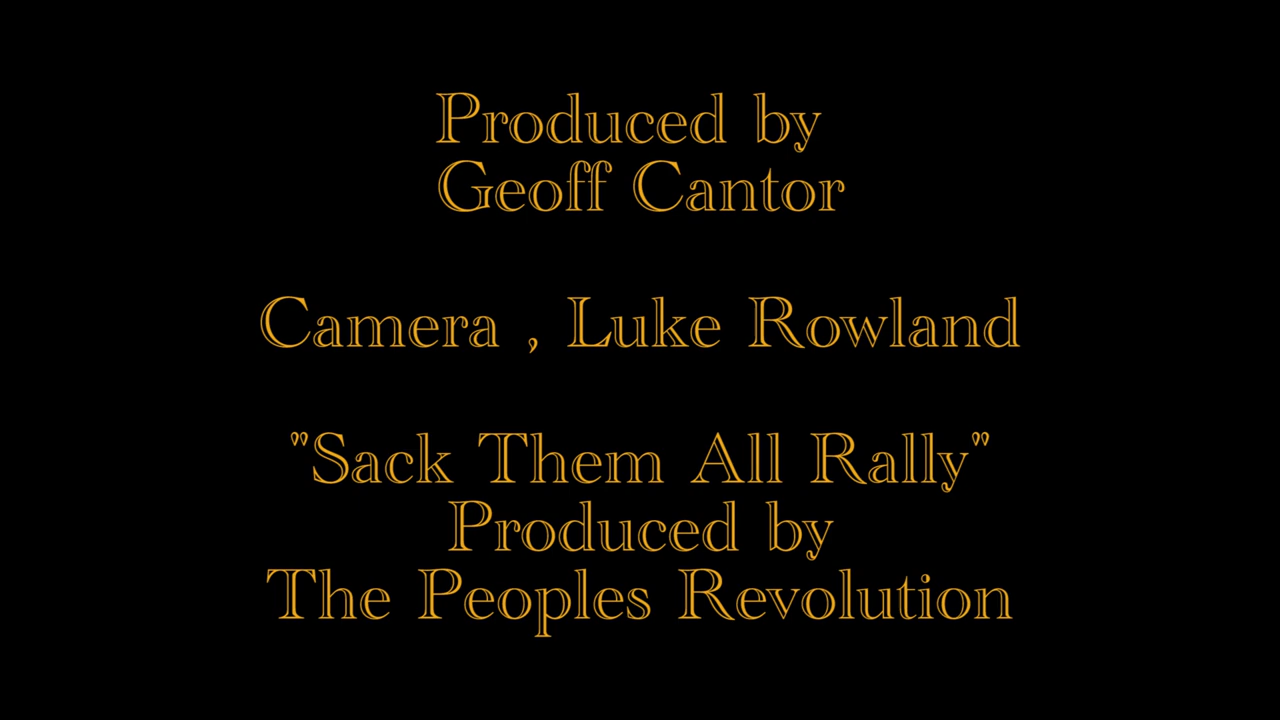 Produced by
Geoff Cantor
Camera , Luke Rowland
"Sack Them All Rally"
Produced by
The Peoples Revolution